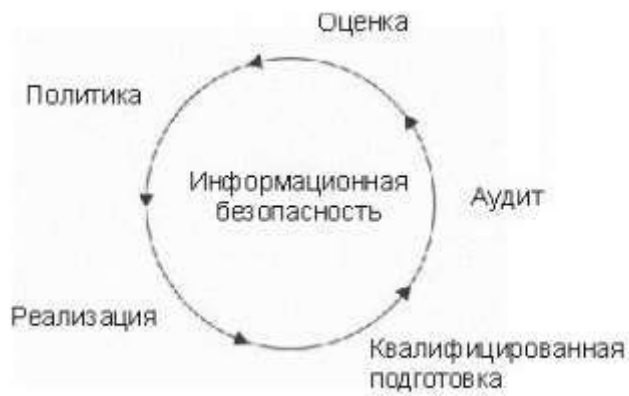 Оценка
Политика
Информационная
безопасность
Аудит
Реализация
Квалифицированная
подготовка